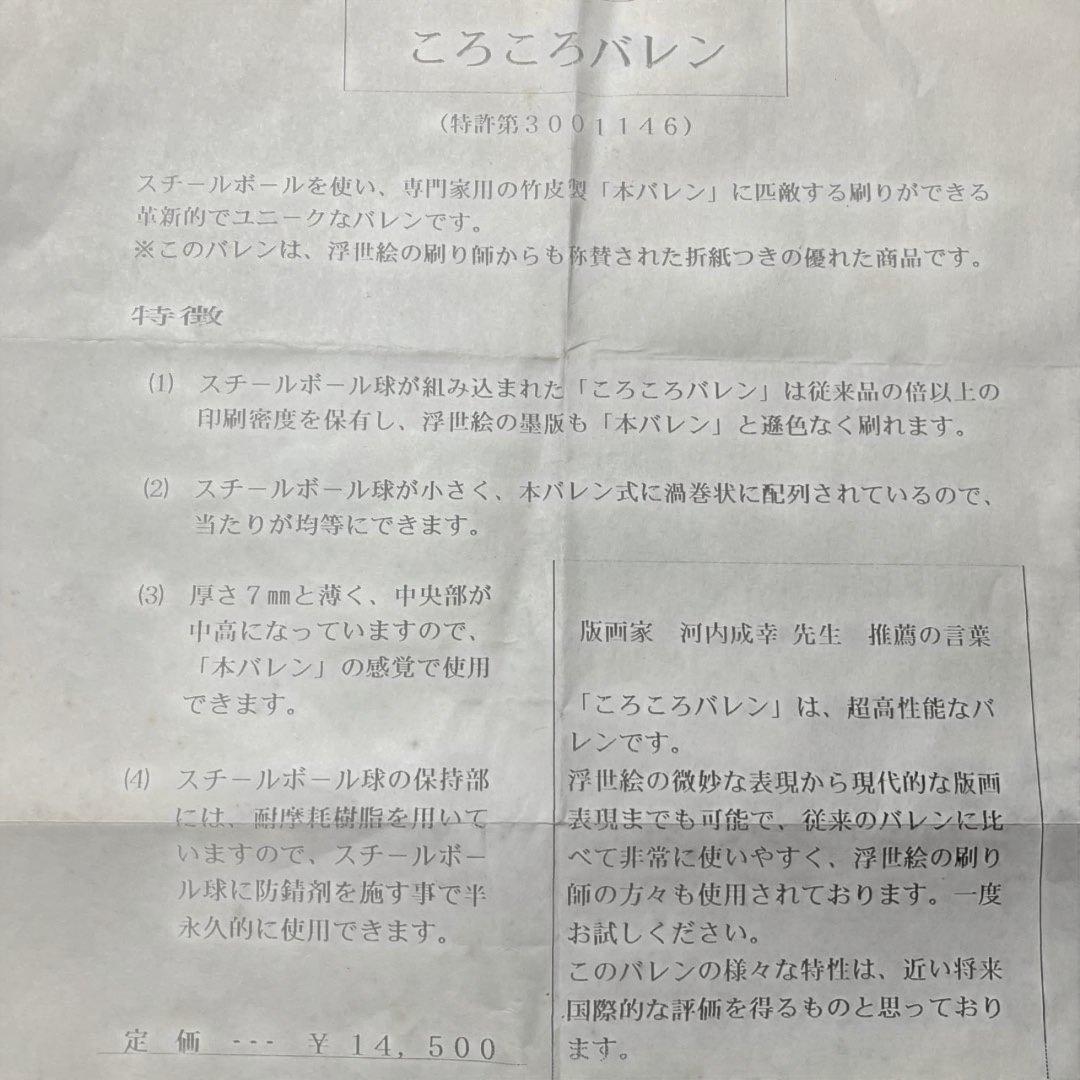 ころころバレン
(特許第3001146)
スチールボールを使い、専門家用の竹皮製「本バレン」に匹敵する刷りができる
革新的でユニークなバレンです。
※このバレンは、浮世絵の刷り師からも称賛された折紙つきの優れた商品です。
特徴
(1) スチールボール球が組み込まれた「ころころバレン」は従来品の倍以上の
印刷密度を保有し、浮世絵の墨版も「本バレン」と遜色なく刷れます。
(2) スチールボール球が小さく、本バレン式に渦巻状に配列されているので、
当たりが均等にできます。
(3) 厚さ7㎜と薄く、中央部が
中高になっていますので、
「本バレン」の感覚で使用
できます。
(4) スチールボール球の保持部
には、耐摩耗樹脂を用いて
いますので、スチールボー
ル球に防錆剤を施す事で半
永久的に使用できます。
定 価 --- ¥ 14,500
版画家 河内成幸 先生 推薦の言葉
「ころころバレン」は、超高性能なバ
レンです。
浮世絵の微妙な表現から現代的な版画
表現までも可能で、従来のバレンに比
べて非常に使いやすく、浮世絵の刷り
師の方々も使用されております。一度
お試しください。
このバレンの様々な特性は、近い将来
国際的な評価を得るものと思っており
ます。